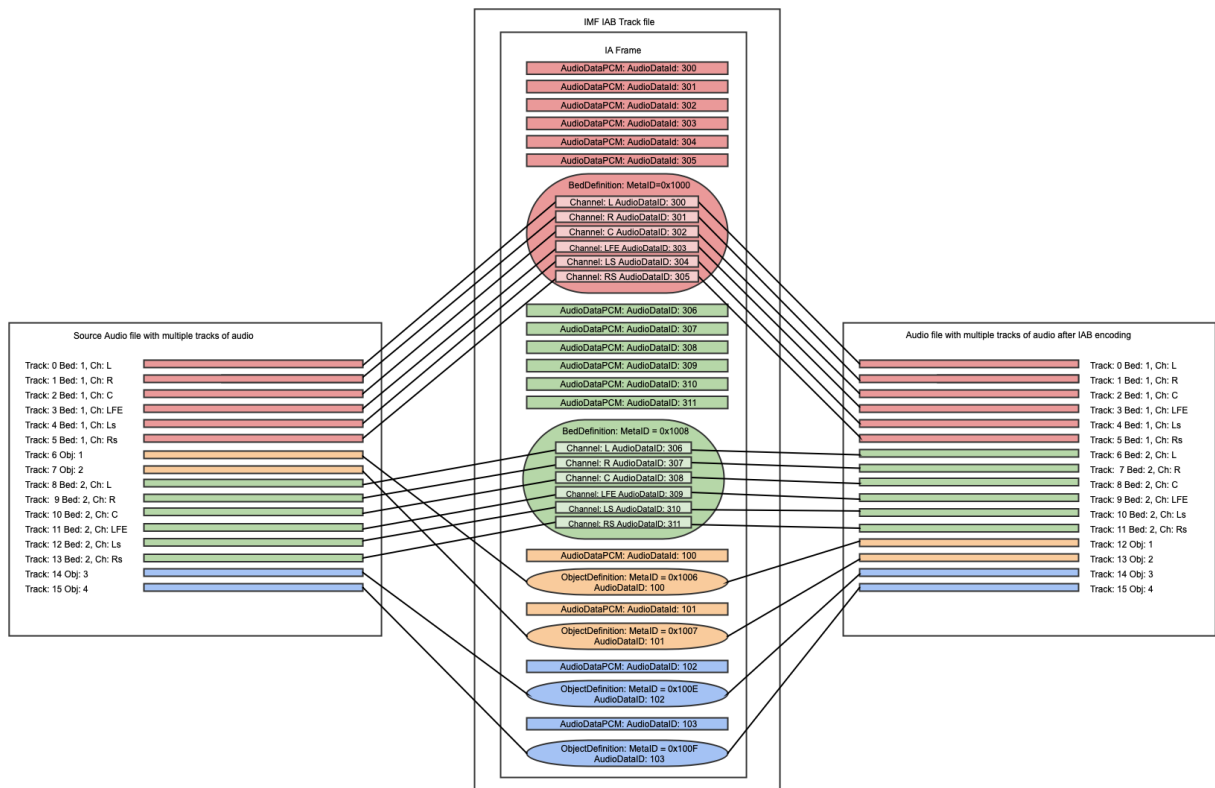 IMF IAB Track file
IA Frame
AudioDataPCM: AudioDataId: 300
AudioDataPCM: AudioDataId: 301
AudioDataPCM: AudioDataId: 302
AudioDataPCM: AudioDataId: 303
AudioDataPCM: AudioDataId: 304
AudioDataPCM: AudioDataId: 305
BedDefinition: MetaID=0x1000
Channel: L AudioDataID: 300
Channel: R AudioDataID: 301
Channel: C AudioDataID: 302
Channel: LFE AudioDataID: 303
Channel: LS AudioDataID: 304
Channel: RS AudioDataID: 305
AudioDataPCM: AudioDataID: 306
AudioDataPCM: AudioDataID: 307
AudioDataPCM: AudioDataID: 308
AudioDataPCM: AudioDataID: 309
AudioDataPCM: AudioDataID: 310
AudioDataPCM: AudioDataID: 311
BedDefinition: MetaID = 0x1008
Channel: L AudioDataID: 306
Channel: R AudioDataID: 307
Channel: C AudioDataID: 308
Channel: LFE AudioDataID: 309
Channel: LS AudioDataID: 310
Channel: RS AudioDataID: 311
AudioDataPCM: AudioDataId: 100
ObjectDefinition: MetaID = 0x1006
AudioDataID: 100
AudioDataPCM: AudioDataId: 101
ObjectDefinition: MetaID = 0x1007
AudioDataID: 101
AudioDataPCM: AudioDataID: 102
ObjectDefinition: MetaID = 0x100E
AudioDataID: 102
AudioDataPCM: AudioDataID: 103
ObjectDefinition: MetaID = 0x100F
AudioDataID: 103
Source Audio file with multiple tracks of audio
Track: 0 Bed: 1, Ch: L
Track: 1 Bed: 1, Ch: R
Track: 2 Bed: 1, Ch: C
Track: 3 Bed: 1, Ch: LFE
Track: 4 Bed: 1, Ch: Ls
Track: 5 Bed: 1, Ch: Rs
Track: 6 Obj: 1
Track: 7 Obj: 2
Track: 8 Bed: 2, Ch: L
Track: 9 Bed: 2, Ch: R
Track: 10 Bed: 2, Ch: C
Track: 11 Bed: 2, Ch: LFE
Track: 12 Bed: 2, Ch: Ls
Track: 13 Bed: 2, Ch: Rs
Track: 14 Obj: 3
Track: 15 Obj: 4
Audio file with multiple tracks of audio after IAB encoding
Track: 0 Bed: 1, Ch: L
Track: 1 Bed: 1, Ch: R
Track: 2 Bed: 1, Ch: C
Track: 3 Bed: 1, Ch: LFE
Track: 4 Bed: 1, Ch: Ls
Track: 5 Bed: 1, Ch: Rs
Track: 6 Bed: 2, Ch: L
Track: 7 Bed: 2, Ch: R
Track: 8 Bed: 2, Ch: C
Track: 9 Bed: 2, Ch: LFE
Track: 10 Bed: 2, Ch: Ls
Track: 11 Bed: 2, Ch: Rs
Track: 12 Obj: 1
Track: 13 Obj: 2
Track: 14 Obj: 3
Track: 15 Obj: 4